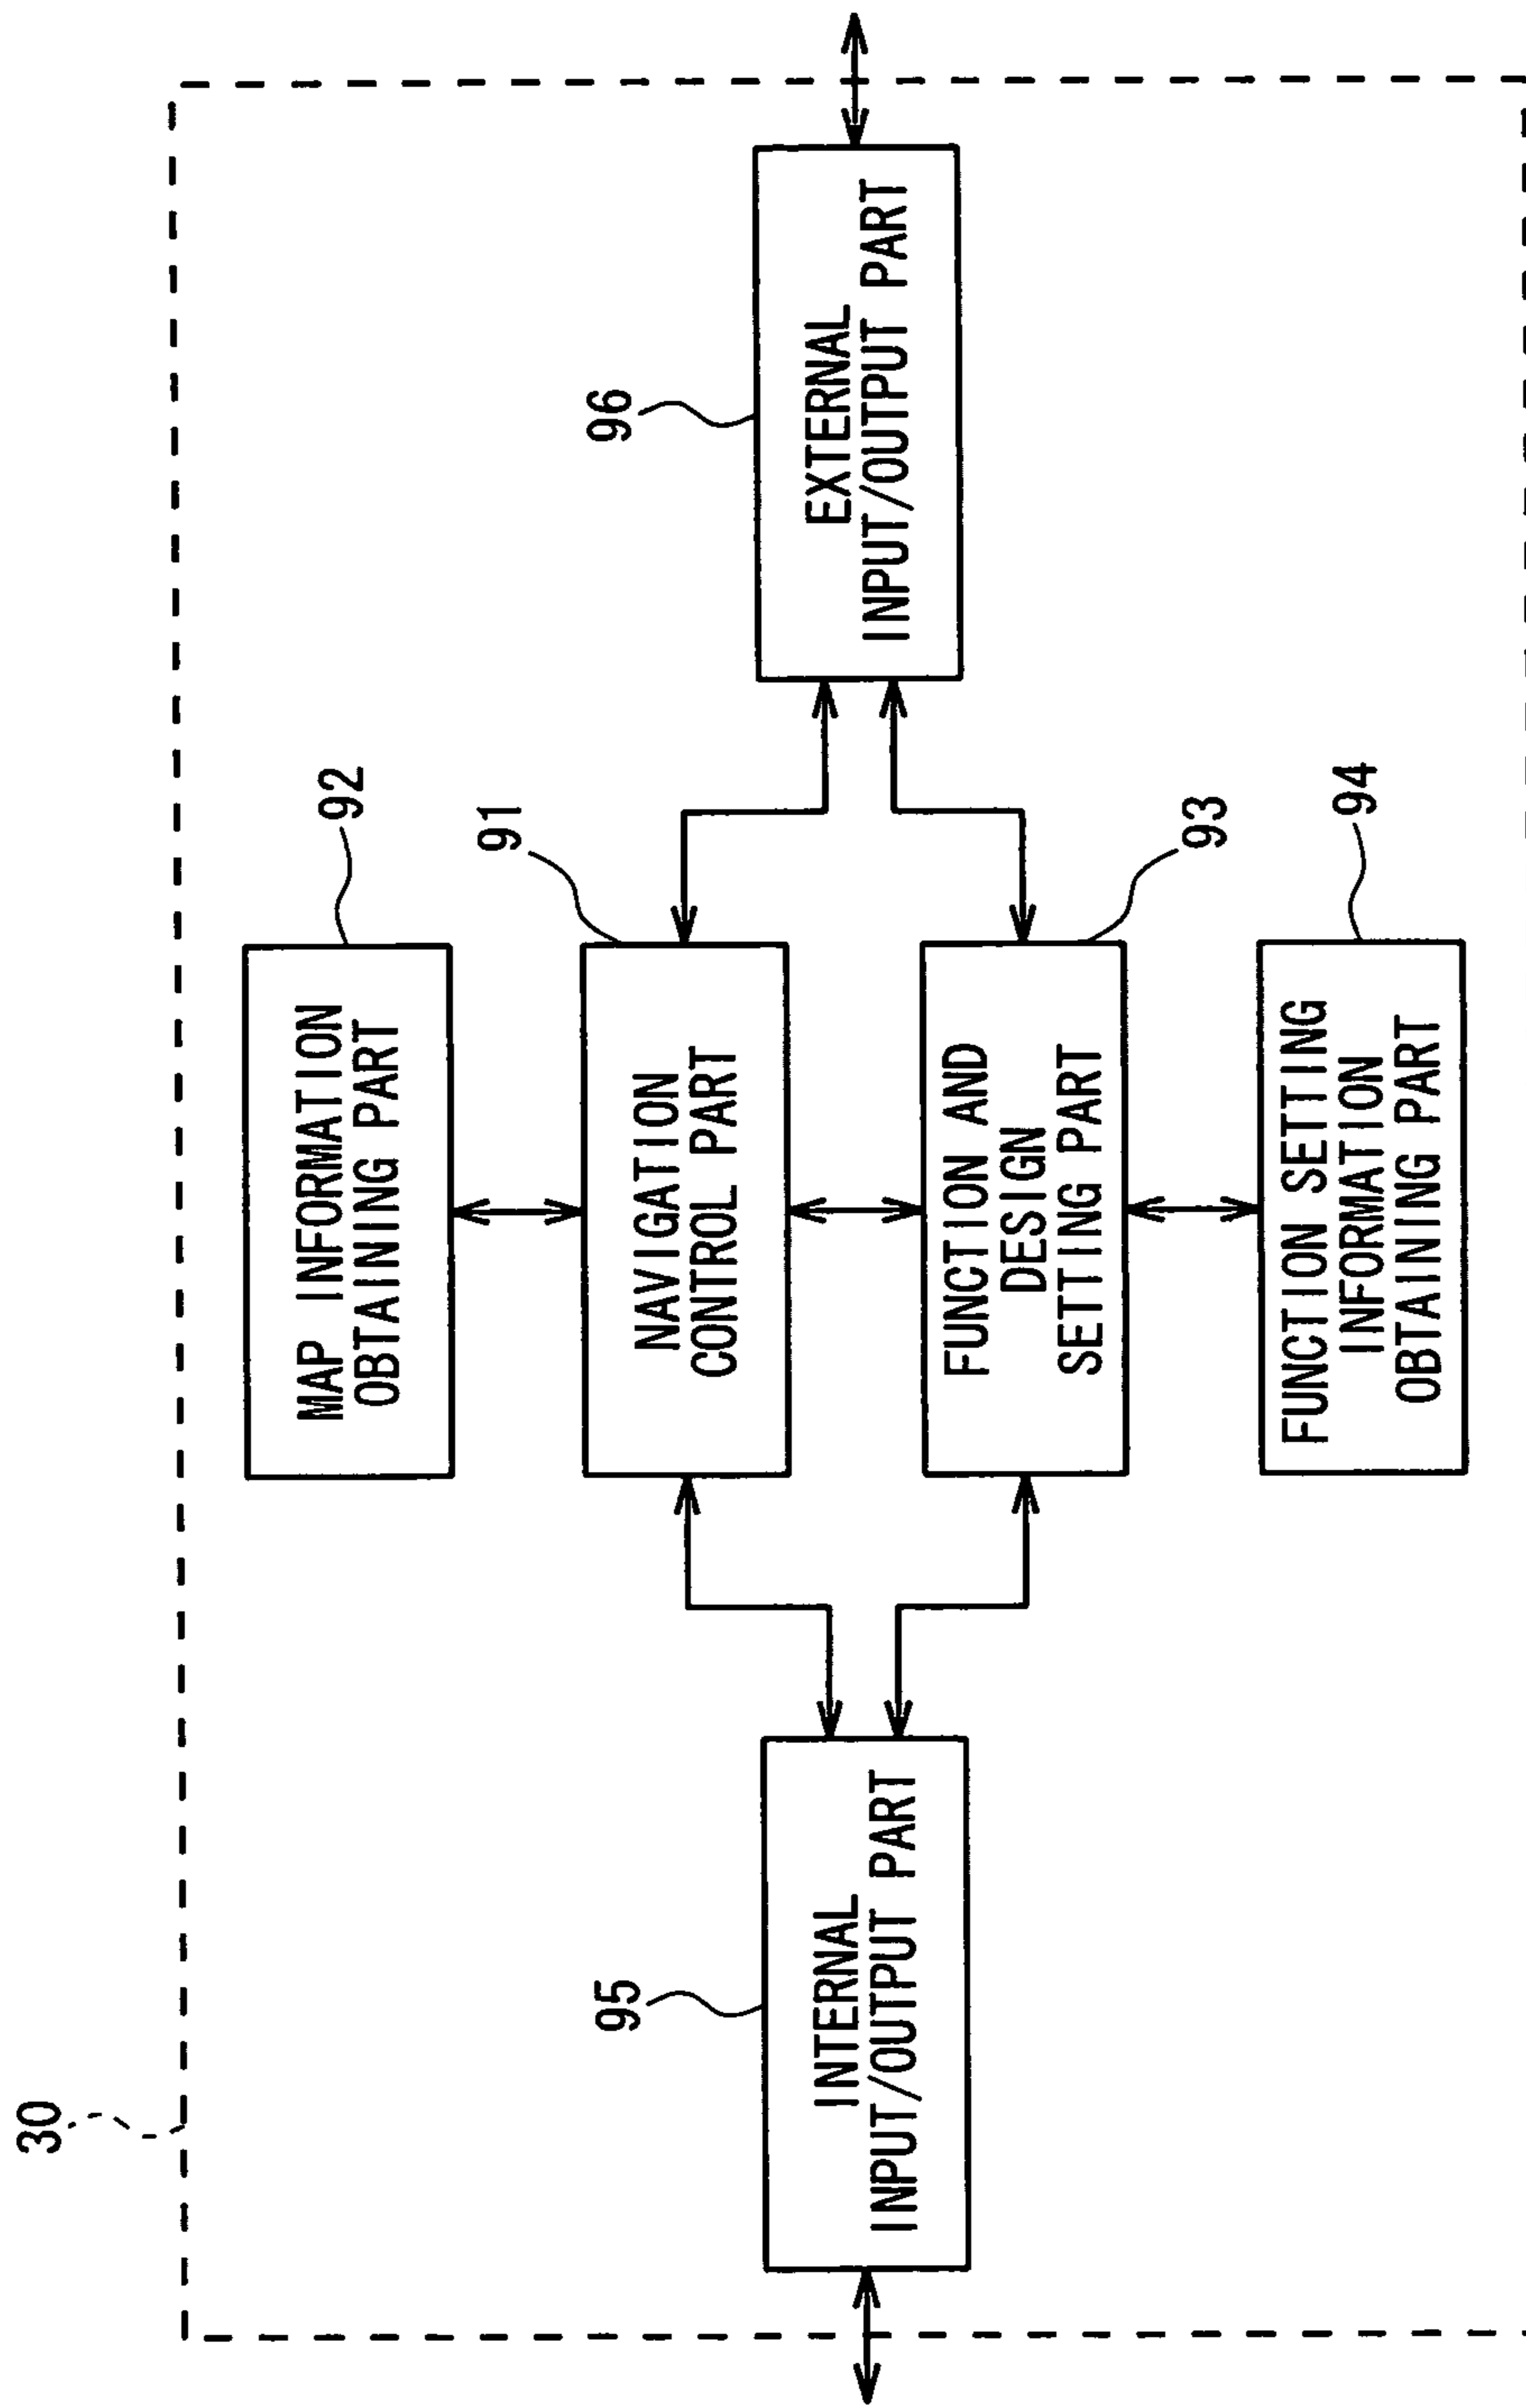 30
92
MAP INFORMATION
OBTAINING PART
91
NAVIGATION
CONTROL PART
95
INTERNAL
INPUT/OUTPUT PART
96
EXTERNAL
INPUT/OUTPUT PART
93
FUNCTION AND
DESIGN
SETTING PART
94
FUNCTION SETTING
INFORMATION
OBTAINING PART